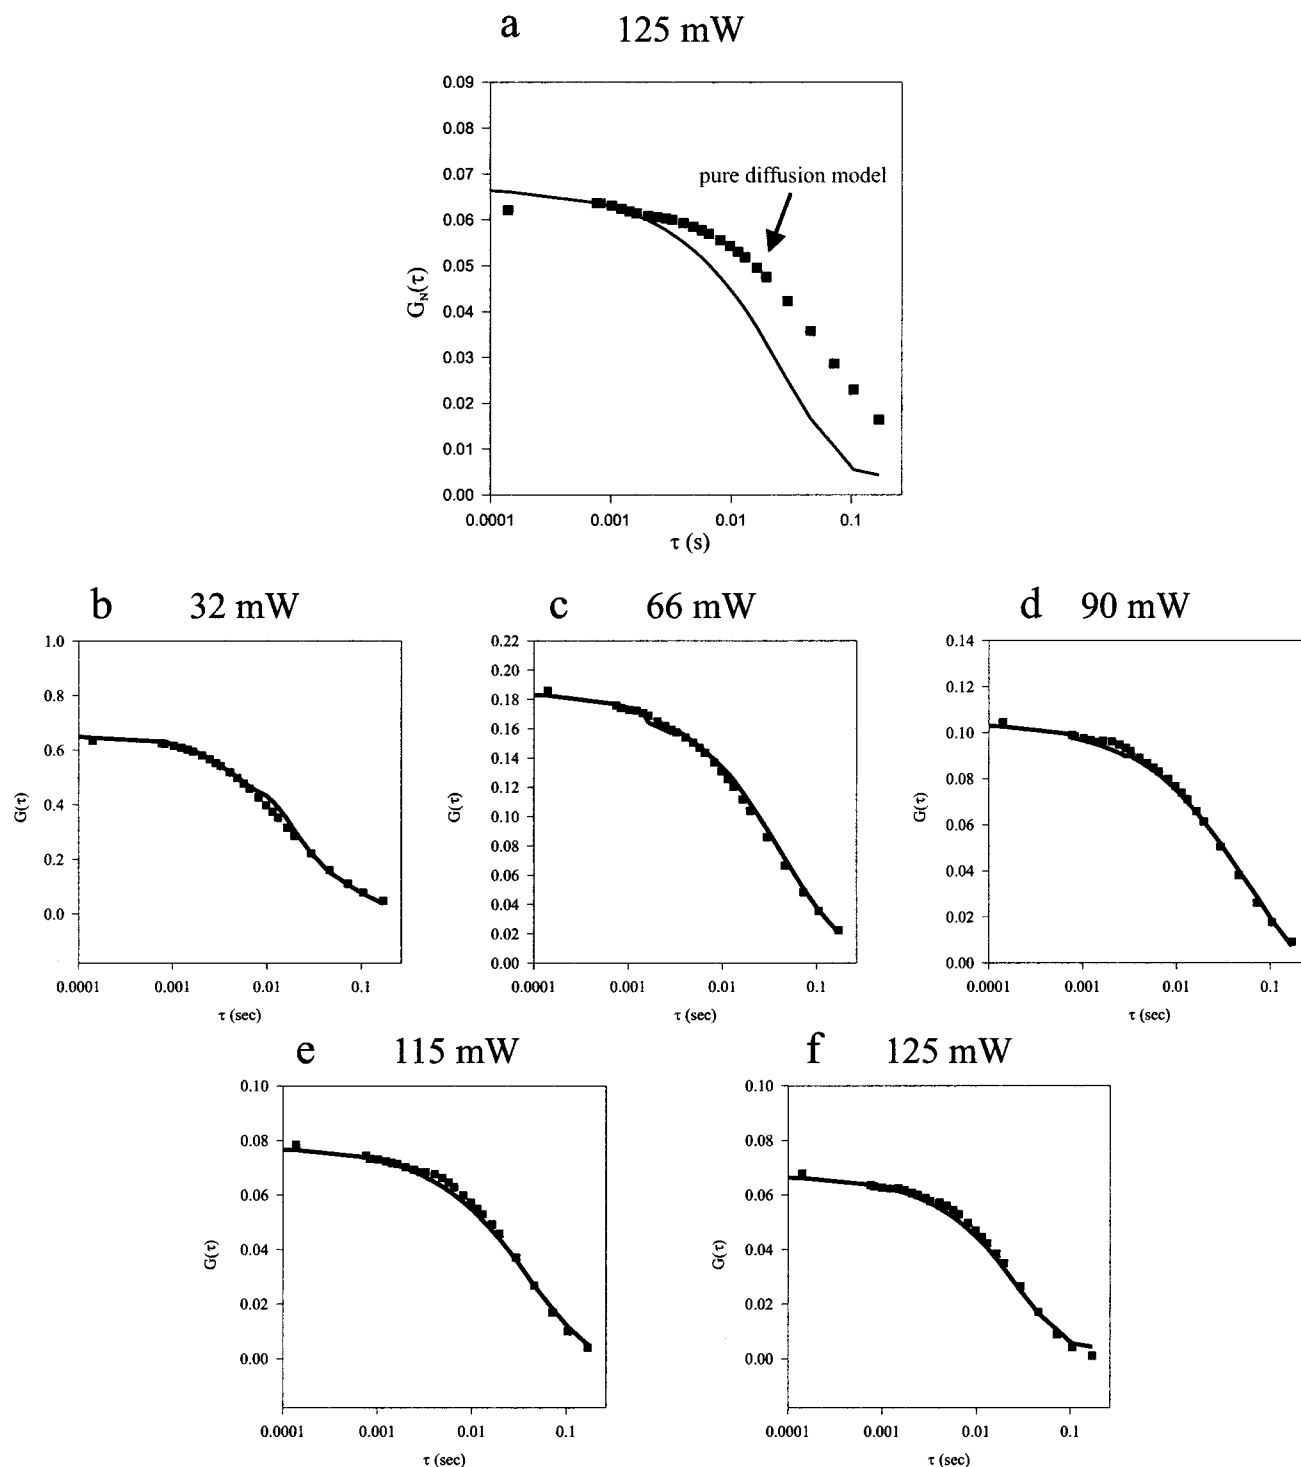 a 125 mW
0.09
0.08
0.07
pure diffusion model
0.06
0.05
G_N(τ)
0.04
0.03
0.02
0.01
0.00
0.0001 0.001 0.01 0.1
τ (s)
b 32 mW
1.0
0.8
0.6
G(τ)
0.4
0.2
0.0
0.0001 0.001 0.01 0.1
τ (sec)
c 66 mW
0.22
0.20
0.18
0.16
0.14
G(τ)
0.12
0.10
0.08
0.06
0.04
0.02
0.00
0.0001 0.001 0.01 0.1
τ (sec)
d 90 mW
0.14
0.12
0.10
0.08
G(τ)
0.06
0.04
0.02
0.00
0.0001 0.001 0.01 0.1
τ (sec)
e 115 mW
0.10
0.08
0.06
G(τ)
0.04
0.02
0.00
0.0001 0.001 0.01 0.1
τ (sec)
f 125 mW
0.10
0.08
0.06
G(τ)
0.04
0.02
0.00
0.0001 0.001 0.01 0.1
τ (sec)